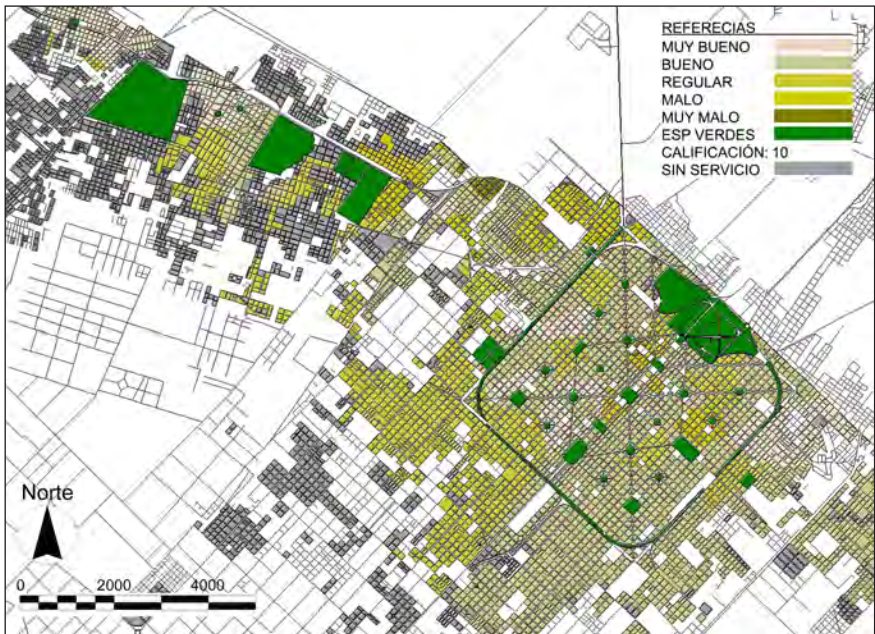 REFERECIAS
MUY BUENO
BUENO
REGULAR
MALO
MUY MALO
ESP VERDES
CALIFICACIÓN: 10
SIN SERVICIO
Norte
0 2000 4000